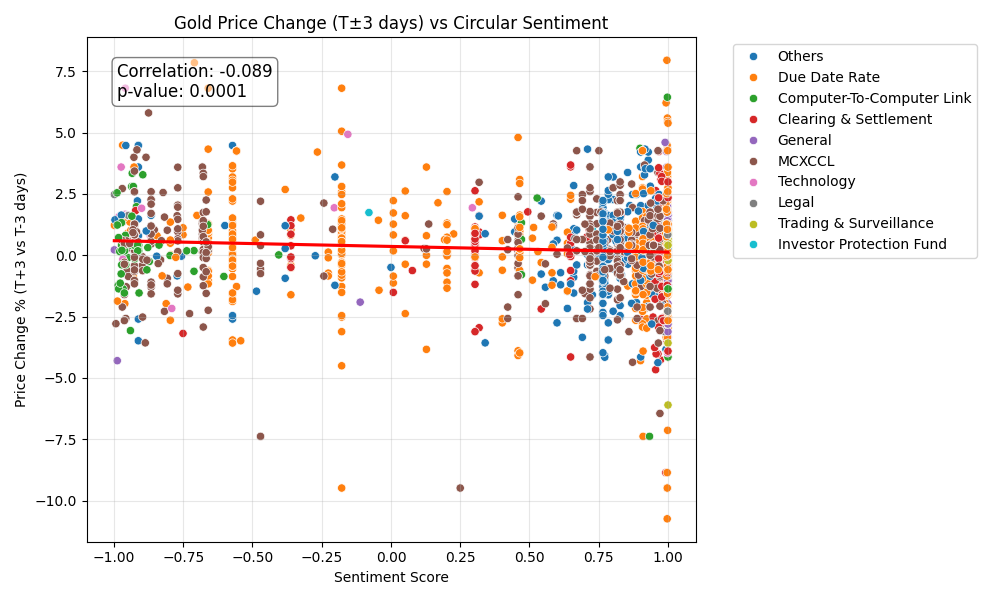 Gold Price Change (T±3 days) vs Circular Sentiment
Correlation: -0.089
p-value: 0.0001
Price Change % (T+3 vs T-3 days)
7.5
5.0
2.5
0.0
−2.5
−5.0
−7.5
−10.0
−1.00
−0.75
−0.50
−0.25
0.00
0.25
0.50
0.75
1.00
Sentiment Score
Others
Due Date Rate
Computer-To-Computer Link
Clearing & Settlement
General
MCXCCL
Technology
Legal
Trading & Surveillance
Investor Protection Fund